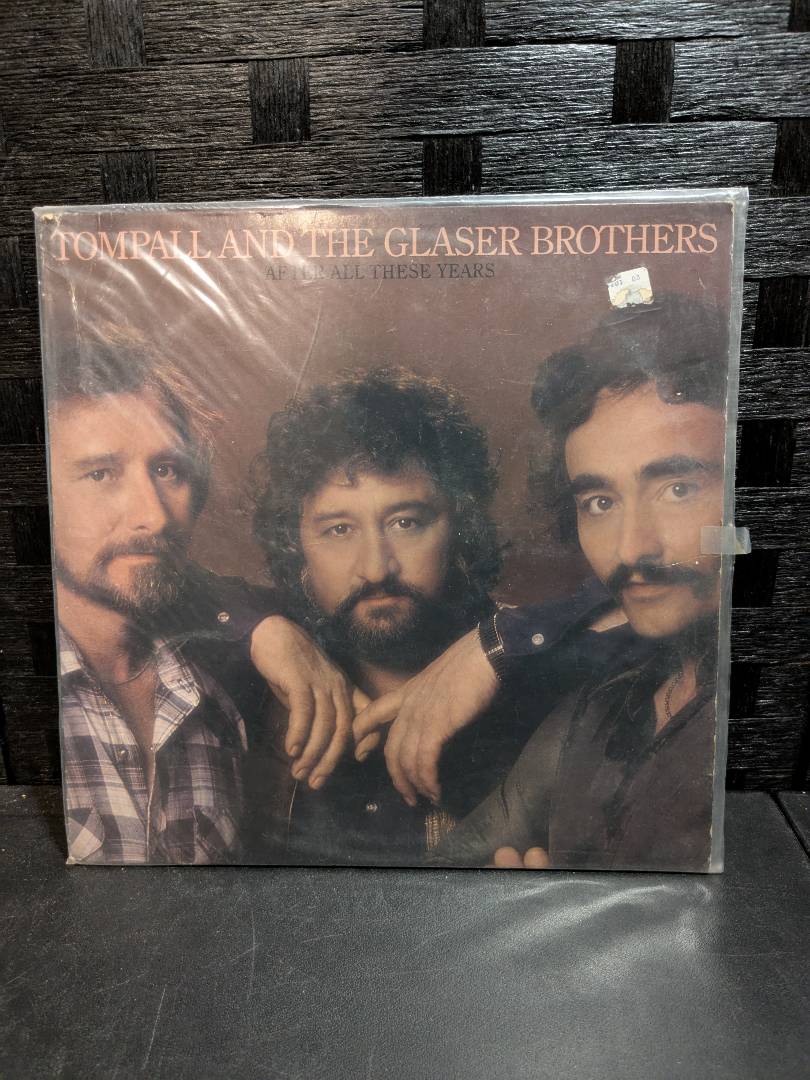 TOMPALL AND THE GLASER BROTHERS
AFTER ALL THESE YEARS